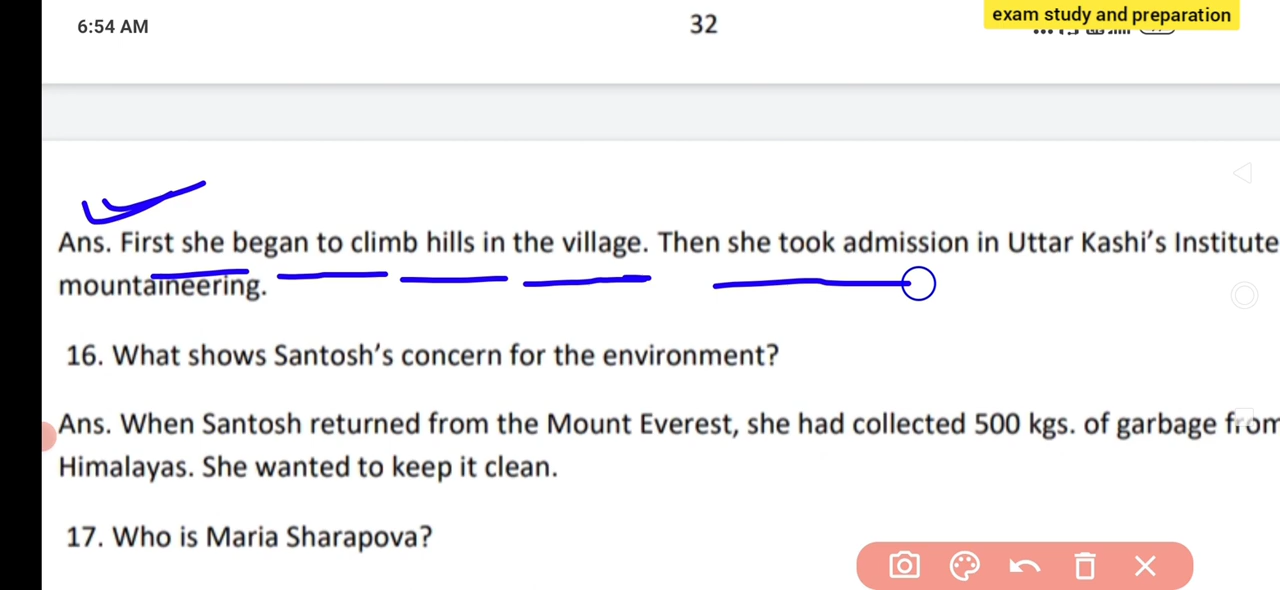 6:54 AM
32
exam study and preparation
Ans. First she began to climb hills in the village. Then she took admission in Uttar Kashi's Institute
mountaineering.
16. What shows Santosh's concern for the environment?
Ans. When Santosh returned from the Mount Everest, she had collected 500 kgs. of garbage from
Himalayas. She wanted to keep it clean.
17. Who is Maria Sharapova?